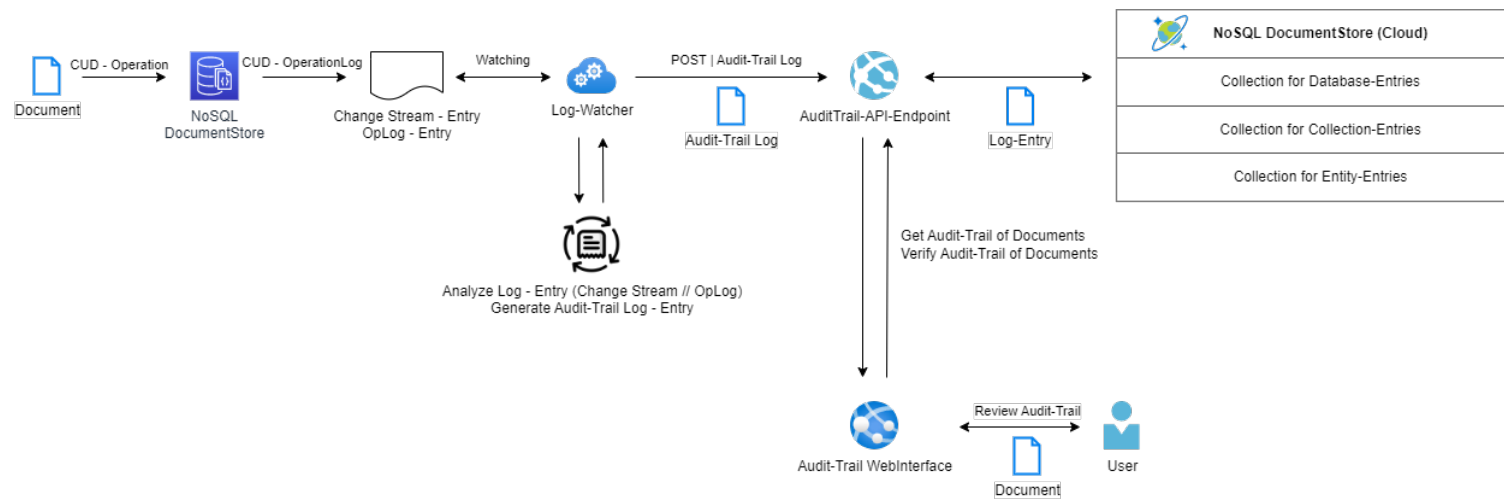 CUD - Operation
Document
NoSQL
DocumentStore
CUD - OperationLog
Change Stream - Entry
OpLog - Entry
Watching
Log-Watcher
Analyze Log - Entry (Change Stream // OpLog)
Generate Audit-Trail Log - Entry
POST | Audit-Trail Log
Audit-Trail Log
AuditTrail-API-Endpoint
Log-Entry
NoSQL DocumentStore (Cloud)
Collection for Database-Entries
Collection for Collection-Entries
Collection for Entity-Entries
Get Audit-Trail of Documents
Verify Audit-Trail of Documents
Audit-Trail WebInterface
Review Audit-Trail
Document
User